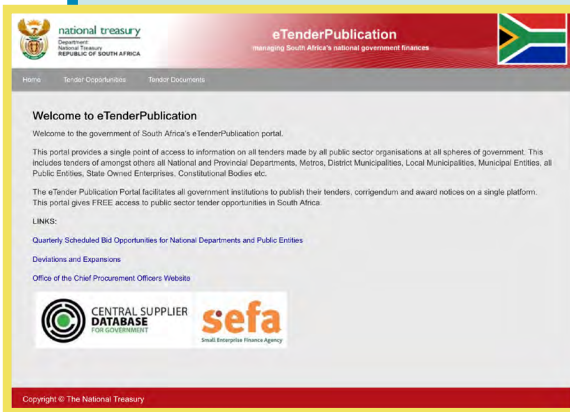 national treasury
Department:
National Treasury
REPUBLIC OF SOUTH AFRICA
eTenderPublication
managing South Africa's national government finances
Home Tender Opportunities Tender Documents
Welcome to eTenderPublication
Welcome to the government of South Africa's eTenderPublication portal.
This portal provides a single point of access to information on all tenders made by all public sector organisations at all spheres of government. This
includes tenders of amongst others all National and Provincial Departments, Metros, District Municipalities, Local Municipalities, Municipal Entities, all
Public Entities, State Owned Enterprises, Constitutional Bodies etc.
The eTender Publication Portal facilitates all government institutions to publish their tenders, corrigendum and award notices on a single platform.
This portal gives FREE access to public sector tender opportunities in South Africa.
LINKS:
Quarterly Scheduled Bid Opportunities for National Departments and Public Entities
Deviations and Expansions
Office of the Chief Procurement Officers Website
CENTRAL SUPPLIER
DATABASE
FOR GOVERNMENT
sefa
Small Enterprise Finance Agency
Copyright © The National Treasury